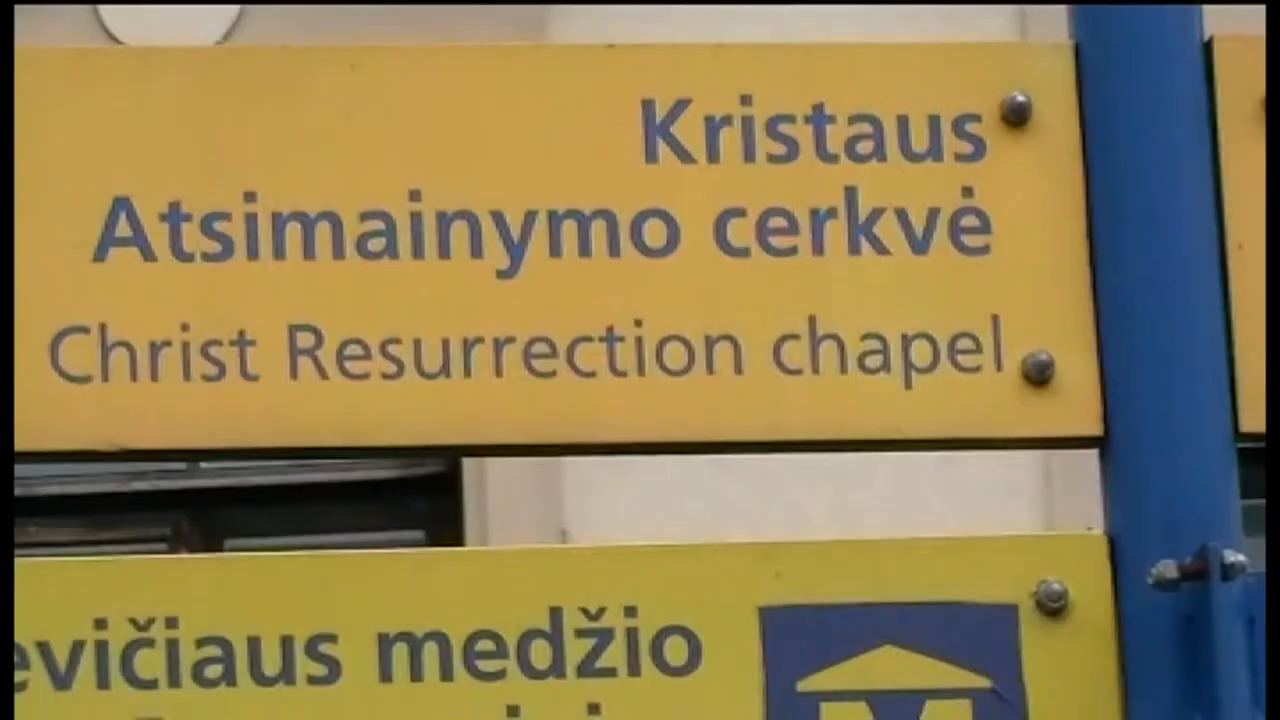 Kristaus
Atsimainymo cerkvė
Christ Resurrection chapel
evičiaus medžio
M